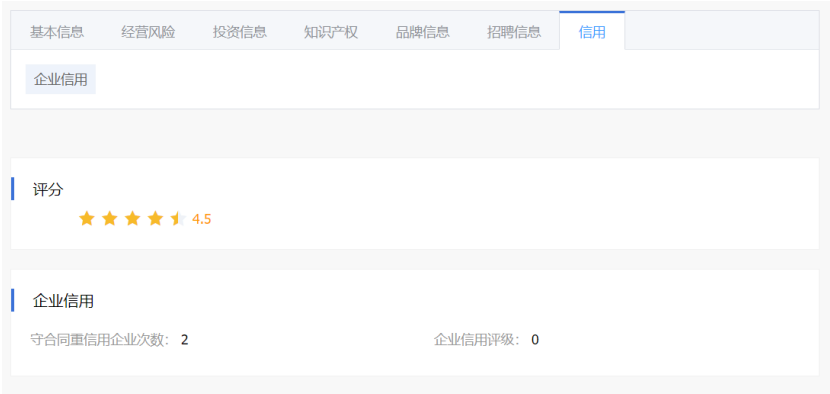 基本信息 经营风险 投资信息 知识产权 品牌信息 招聘信息 信用
企业信用
评分
4.5
企业信用
守合同重信用企业次数： 2 企业信用评级： 0